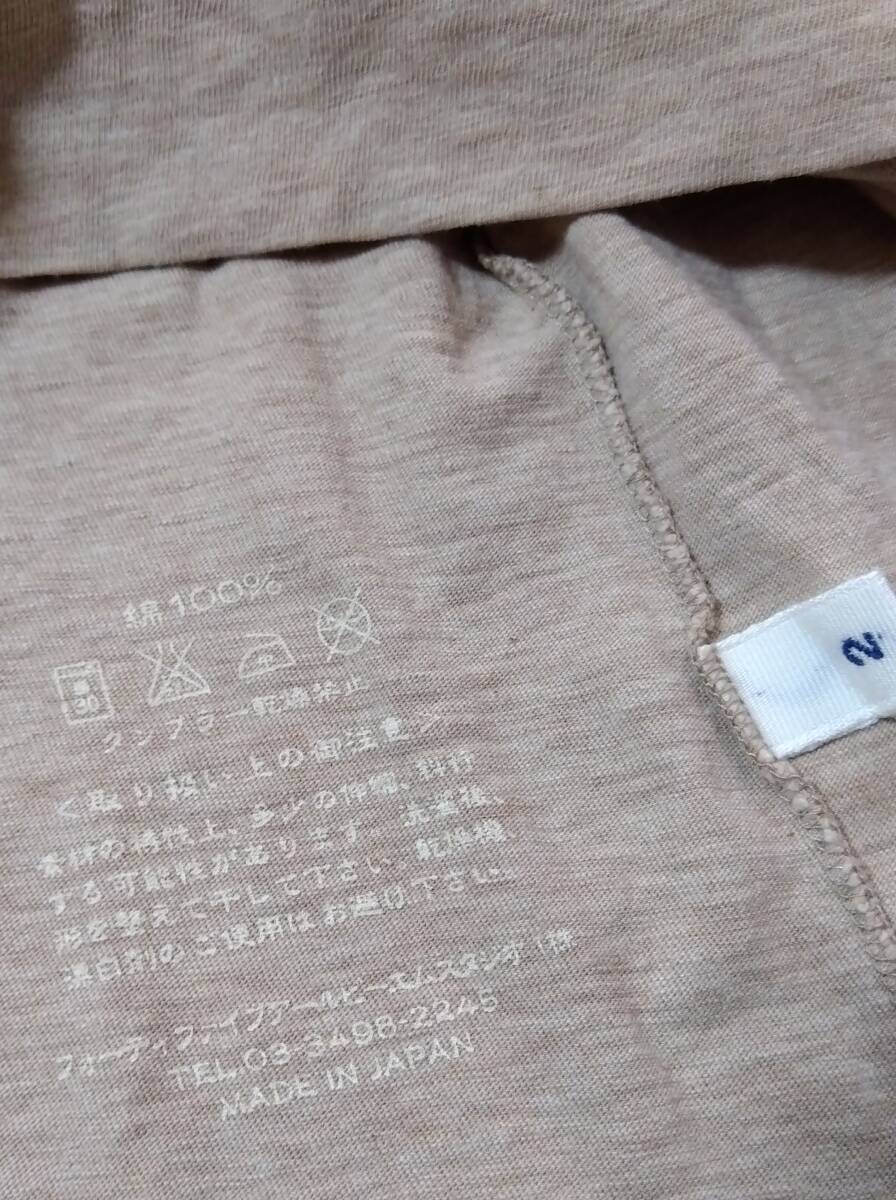 綿100%
弱 30
タンブラー乾燥禁止
＜取り扱い上の御注意＞
素材の特性上、多少の伸縮、斜行
する可能性があります。洗濯後、
形を整えて干して下さい。乾燥機、
漂白剤のご使用はお避け下さい。
フォーティファイブアールピーエムスタジオ(株
TEL.03-3498-2245
MADE IN JAPAN
2